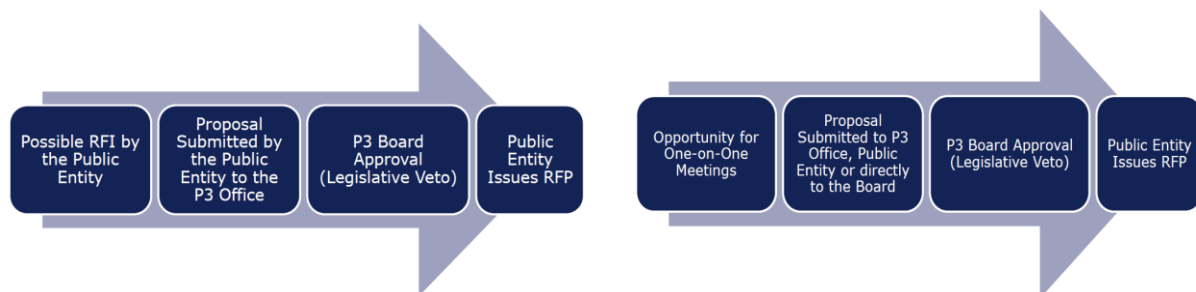 Possible RFI by
the Public
Entity
Proposal
Submitted by
the Public
Entity to the
P3 Office
P3 Board
Approval
(Legislative Veto)
Public
Entity
Issues RFP
Opportunity for
One-on-One
Meetings
Proposal
Submitted to P3
Office, Public
Entity or directly
to the Board
P3 Board Approval
(Legislative Veto)
Public Entity
Issues RFP